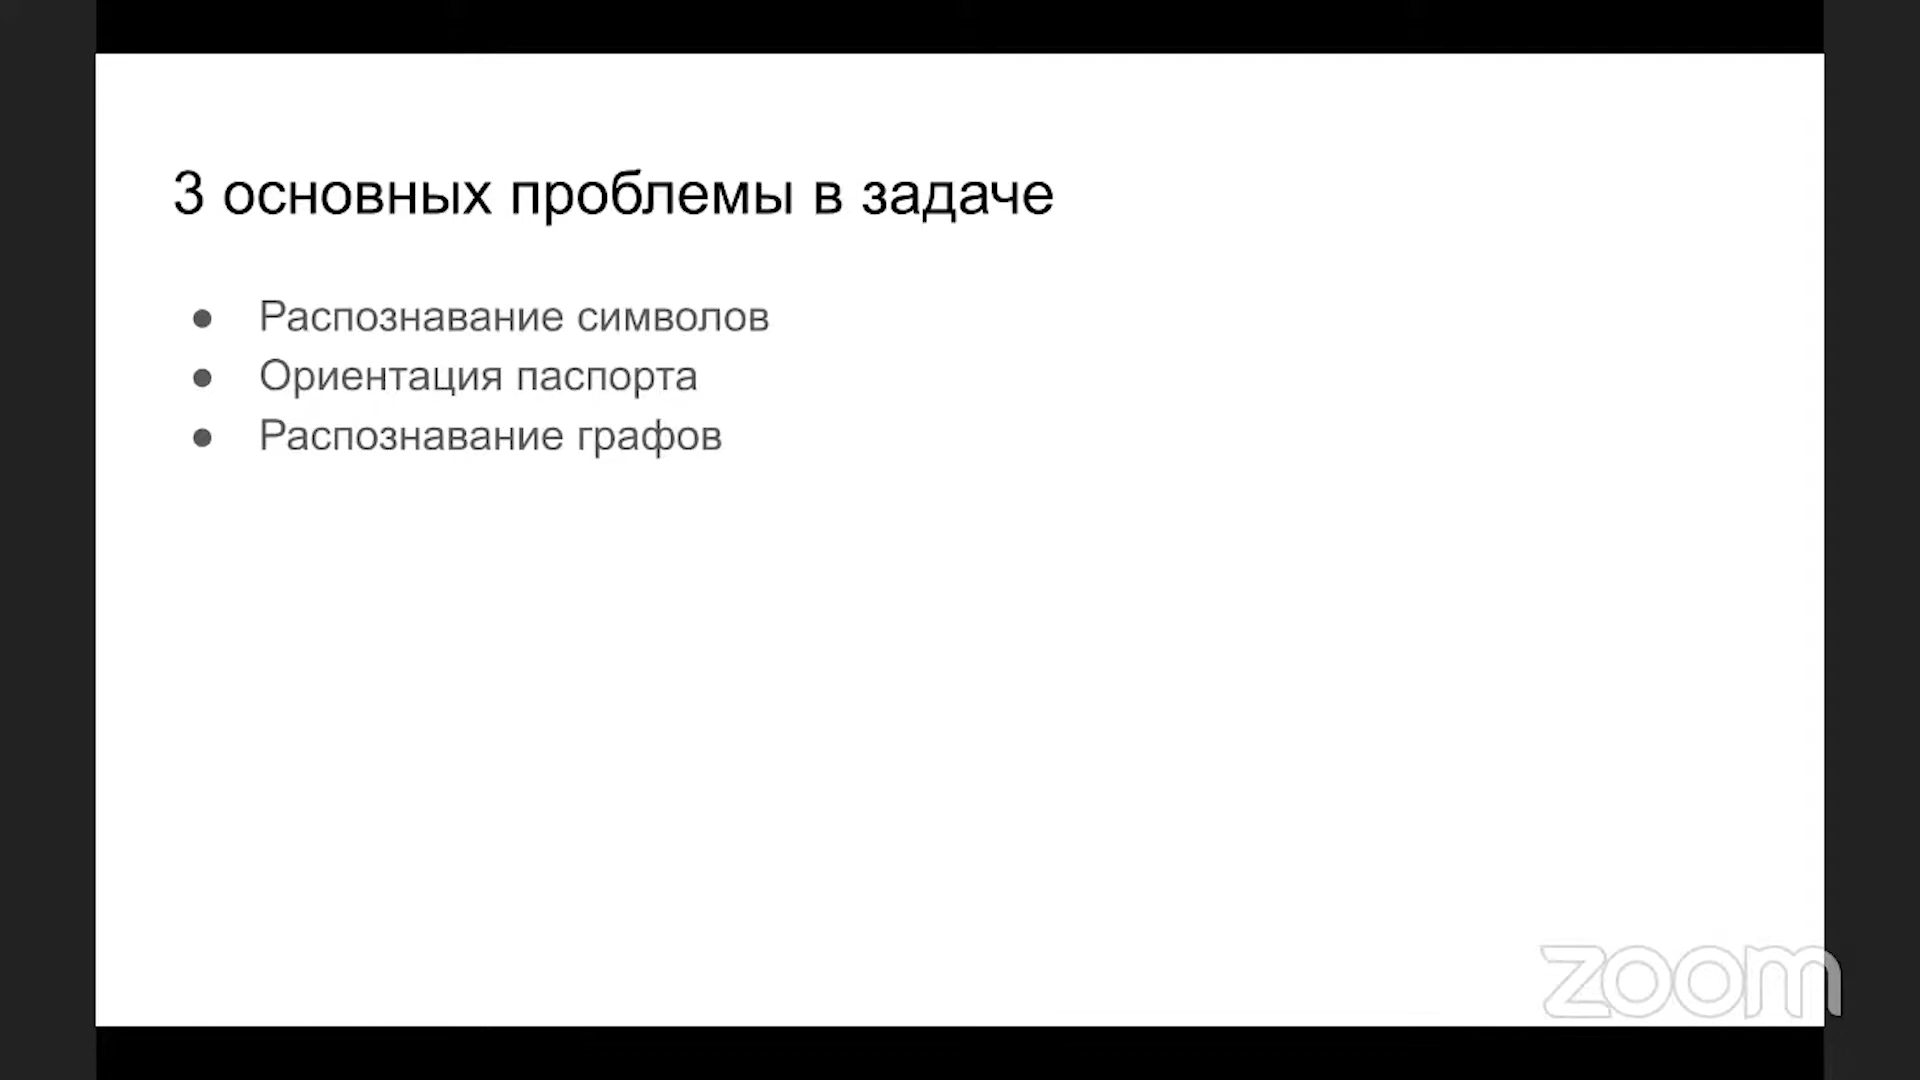 3 основных проблемы в задаче
● Распознавание символов
● Ориентация паспорта
● Распознавание графов
zoom